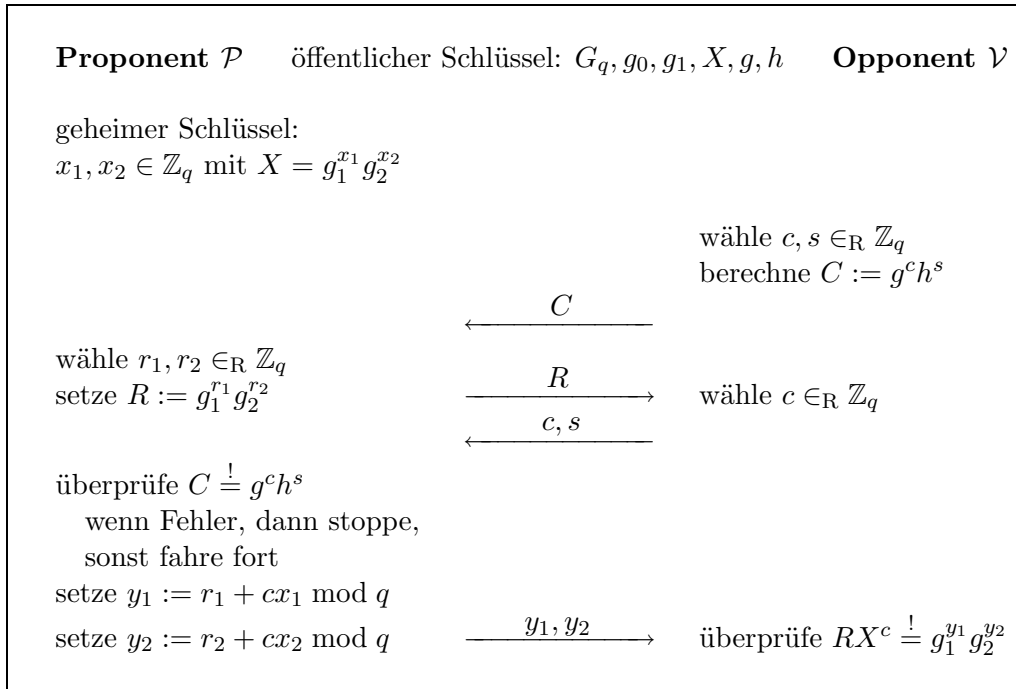 Proponent 𝒫 öffentlicher Schlüssel: G_q, g_0, g_1, X, g, h Opponent 𝒱
geheimer Schlüssel:
x_1, x_2 ∈ ℤ_q mit X = g_1^{x_1} g_2^{x_2}
wähle c, s ∈_R ℤ_q
berechne C := g^c h^s
C
wähle r_1, r_2 ∈_R ℤ_q
setze R := g_1^{r_1} g_2^{r_2} R wähle c ∈_R ℤ_q
c, s
überprüfe C =^! g^c h^s
wenn Fehler, dann stoppe,
sonst fahre fort
setze y_1 := r_1 + cx_1 mod q
setze y_2 := r_2 + cx_2 mod q y_1, y_2 überprüfe RX^c =^! g_1^{y_1} g_2^{y_2}